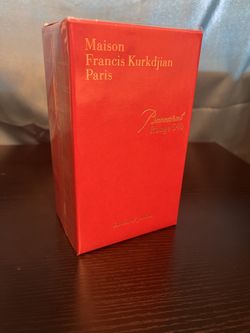 Maison
Francis Kurkdjian
Paris
Baccarat
Rouge 540